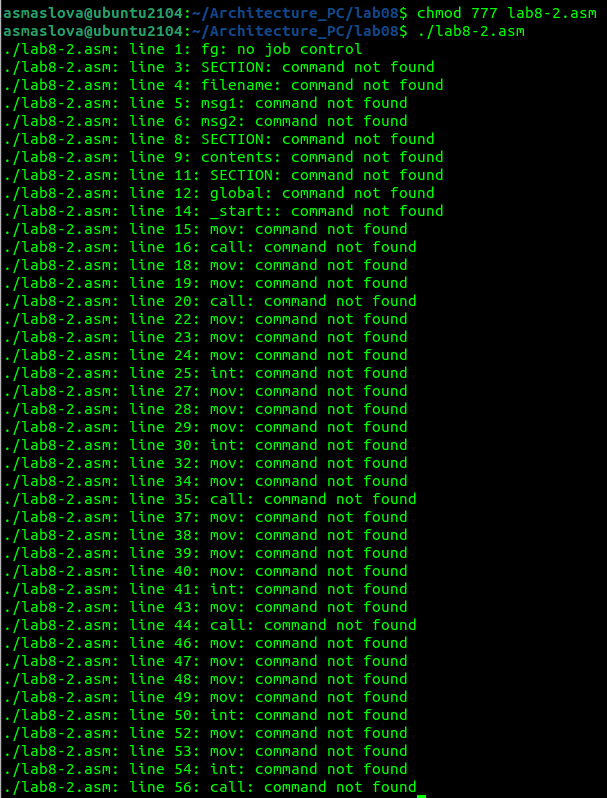 asmaslova@ubuntu2104:~/Architecture_PC/lab08$ chmod 777 lab8-2.asm
asmaslova@ubuntu2104:~/Architecture_PC/lab08$ ./lab8-2.asm
./lab8-2.asm: line 1: fg: no job control
./lab8-2.asm: line 3: SECTION: command not found
./lab8-2.asm: line 4: filename: command not found
./lab8-2.asm: line 5: msg1: command not found
./lab8-2.asm: line 6: msg2: command not found
./lab8-2.asm: line 8: SECTION: command not found
./lab8-2.asm: line 9: contents: command not found
./lab8-2.asm: line 11: SECTION: command not found
./lab8-2.asm: line 12: global: command not found
./lab8-2.asm: line 14: _start:: command not found
./lab8-2.asm: line 15: mov: command not found
./lab8-2.asm: line 16: call: command not found
./lab8-2.asm: line 18: mov: command not found
./lab8-2.asm: line 19: mov: command not found
./lab8-2.asm: line 20: call: command not found
./lab8-2.asm: line 22: mov: command not found
./lab8-2.asm: line 23: mov: command not found
./lab8-2.asm: line 24: mov: command not found
./lab8-2.asm: line 25: int: command not found
./lab8-2.asm: line 27: mov: command not found
./lab8-2.asm: line 28: mov: command not found
./lab8-2.asm: line 29: mov: command not found
./lab8-2.asm: line 30: int: command not found
./lab8-2.asm: line 32: mov: command not found
./lab8-2.asm: line 34: mov: command not found
./lab8-2.asm: line 35: call: command not found
./lab8-2.asm: line 37: mov: command not found
./lab8-2.asm: line 38: mov: command not found
./lab8-2.asm: line 39: mov: command not found
./lab8-2.asm: line 40: mov: command not found
./lab8-2.asm: line 41: int: command not found
./lab8-2.asm: line 43: mov: command not found
./lab8-2.asm: line 44: call: command not found
./lab8-2.asm: line 46: mov: command not found
./lab8-2.asm: line 47: mov: command not found
./lab8-2.asm: line 48: mov: command not found
./lab8-2.asm: line 49: mov: command not found
./lab8-2.asm: line 50: int: command not found
./lab8-2.asm: line 52: mov: command not found
./lab8-2.asm: line 53: mov: command not found
./lab8-2.asm: line 54: int: command not found
./lab8-2.asm: line 56: call: command not found